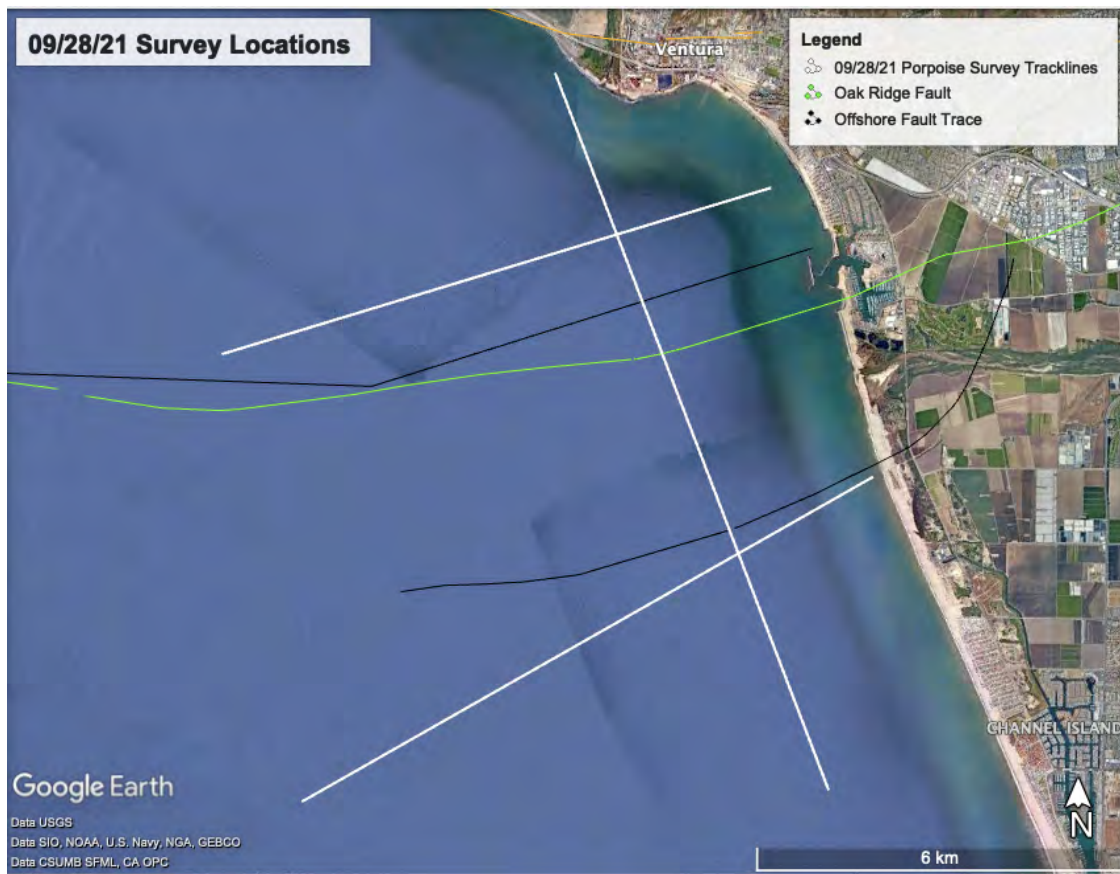 09/28/21 Survey Locations
Ventura
Legend
09/28/21 Porpoise Survey Tracklines
Oak Ridge Fault
Offshore Fault Trace
CHANNEL ISLAND
Google Earth
Data USGS
Data SIO, NOAA, U.S. Navy, NGA, GEBCO
Data CSUMB SFML, CA OPC
N
6 km